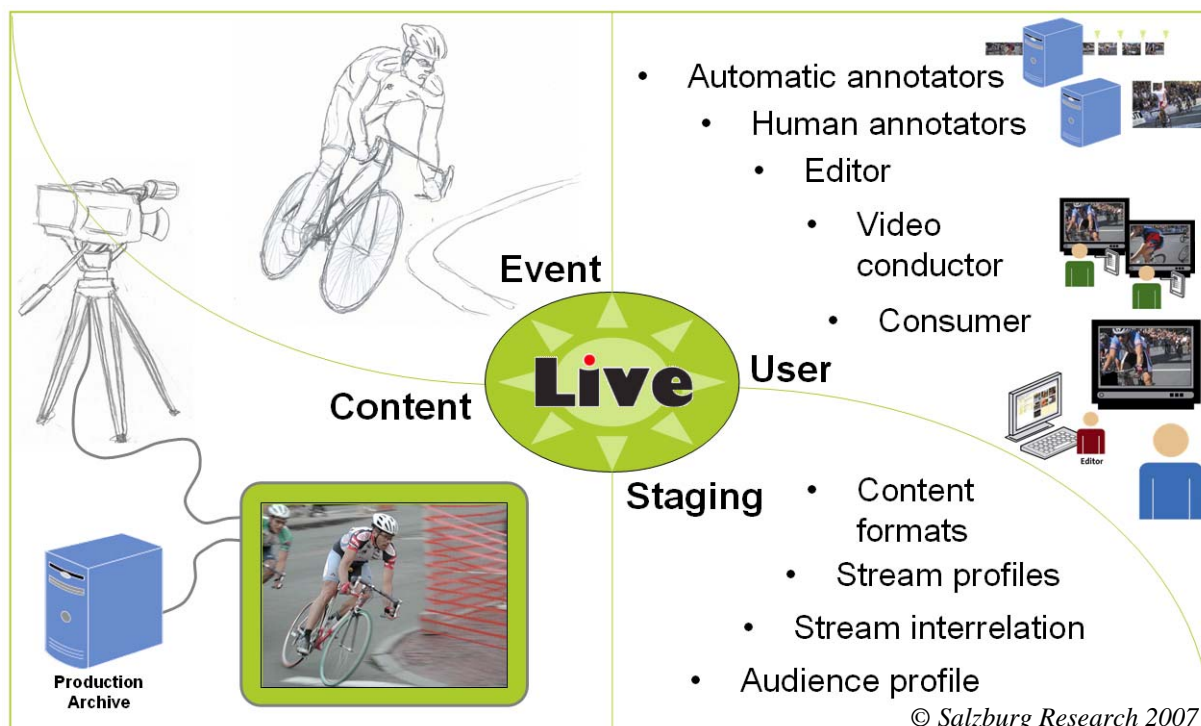 Automatic annotators
Human annotators
Editor
Video
conductor
Consumer
Event
User
Live
Content
Staging
Editor
Content
formats
Stream profiles
Stream interrelation
Audience profile
Production
Archive
© Salzburg Research 2007